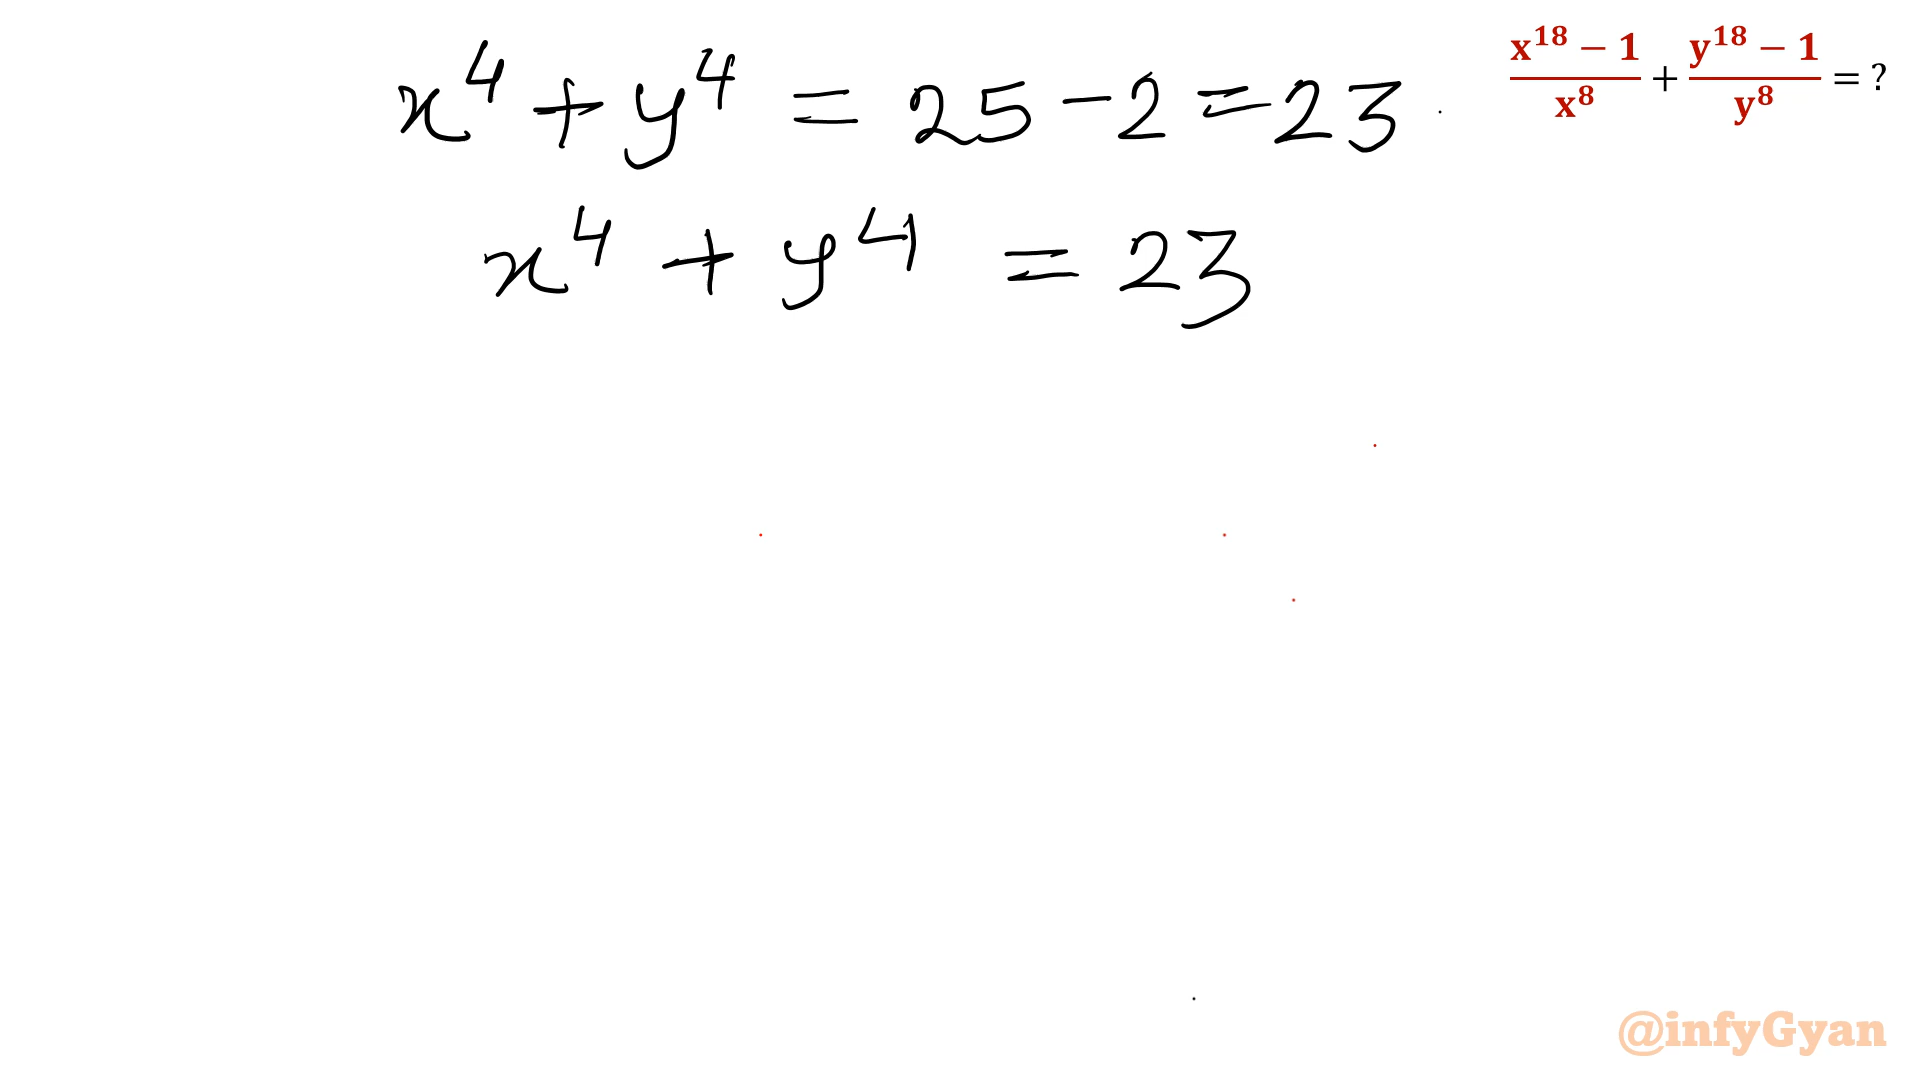 x⁴ + y⁴ = 25 - 2 = 23
x⁴ + y⁴ = 23
(x¹⁸ − 1)/x⁸ + (y¹⁸ − 1)/y⁸ = ?
@infyGyan